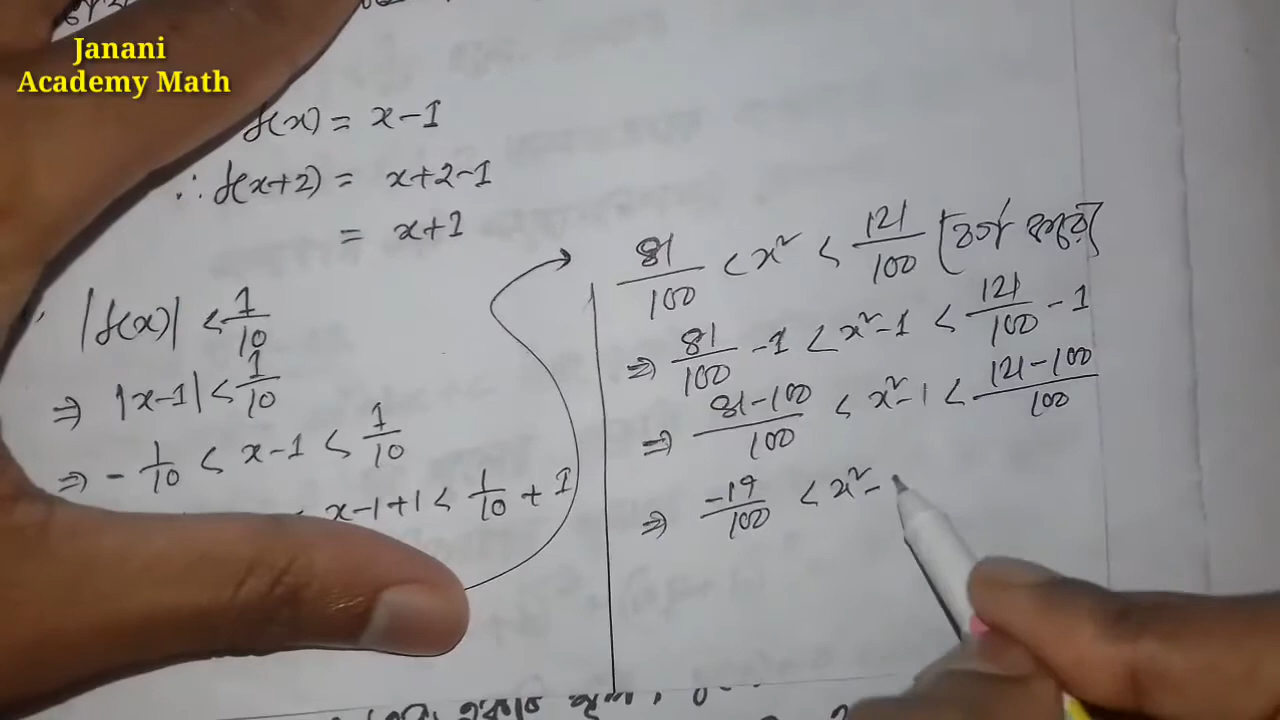 Janani
Academy Math
f(x) = x-1
∴ f(x+2) = x+2-1
= x+1
|f(x)| < 1/10
⇒ |x-1| < 1/10
⇒ - 1/10 < x-1 < 1/10
x-1+1 < 1/10 + 1
81/100 < x² < 121/100 [বর্গ করে]
⇒ 81/100 - 1 < x²-1 < 121/100 - 1
⇒ 81-100/100 < x²-1 < 121-100/100
⇒ -19/100 < x²-